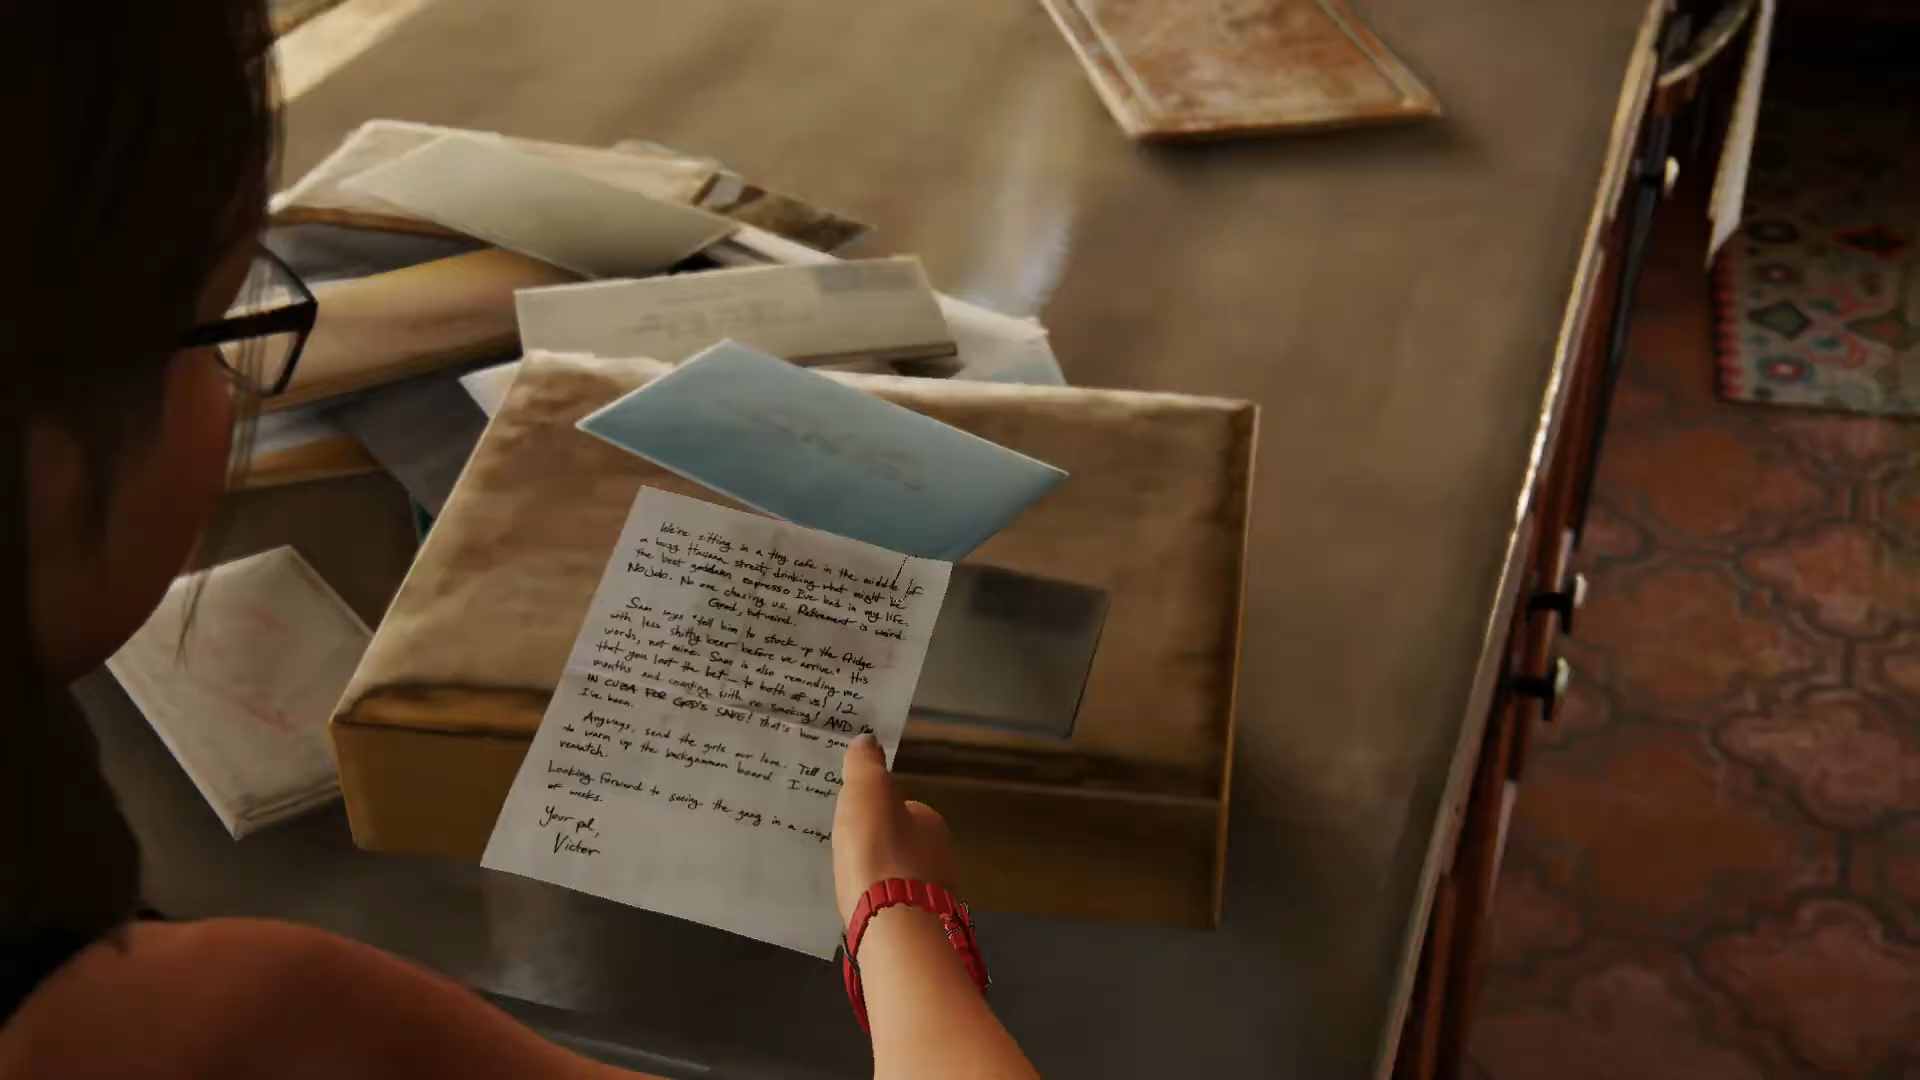 We're sitting in a tiny cafe in the middle of
a busy Havana street, drinking what might be
the best goddamn espresso I've had in my life.
No job. No one chasing us. Retirement is weird.
Good, but weird.
Sam says "tell him to stock up the fridge
with less shitty beer before we arrive." His
words, not mine. Sam is also reminding me
that you lost the bet — to both of us! 12
months and counting with no smoking! AND I'm
IN CUBA FOR GOD'S SAKE! That's how good
I've been.
Anyways, send the girls our love. Tell
to warm up the backgammon board. I want
rematch.
Looking forward to seeing the gang in a
of weeks.
Your pal,
Victor